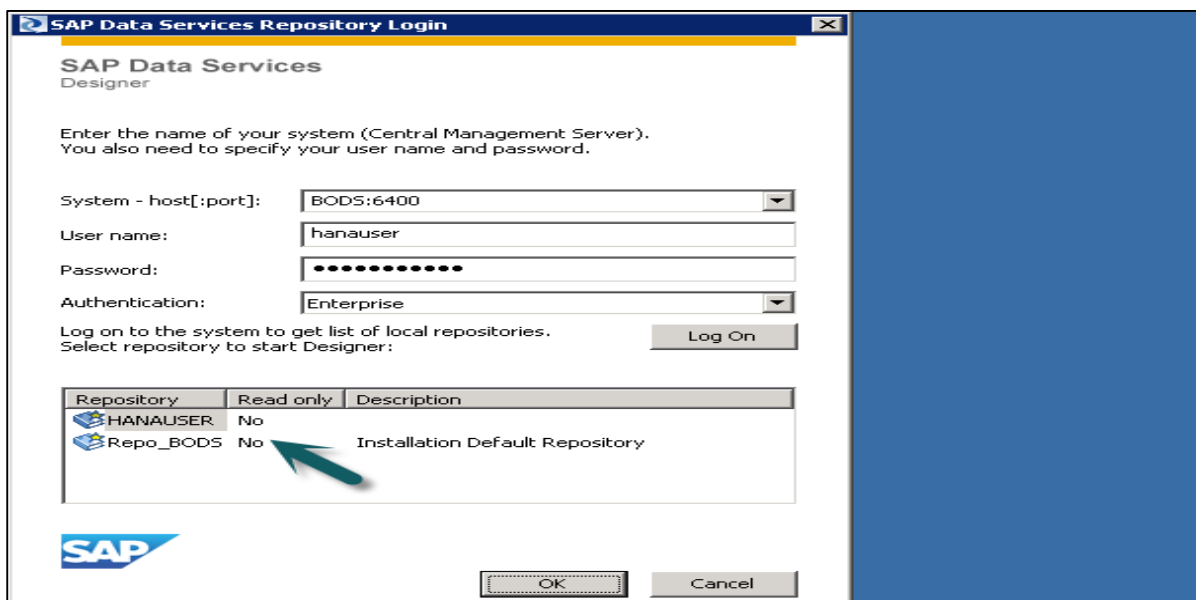 SAP Data Services Repository Login
SAP Data Services
Designer
Enter the name of your system (Central Management Server).
You also need to specify your user name and password.
System - host[:port]: BODS:6400
User name: hanauser
Password: •••••••••••
Authentication: Enterprise
Log on to the system to get list of local repositories.
Select repository to start Designer:
Log On
Repository Read only Description
HANAUSER No
Repo_BODS No Installation Default Repository
SAP
OK Cancel